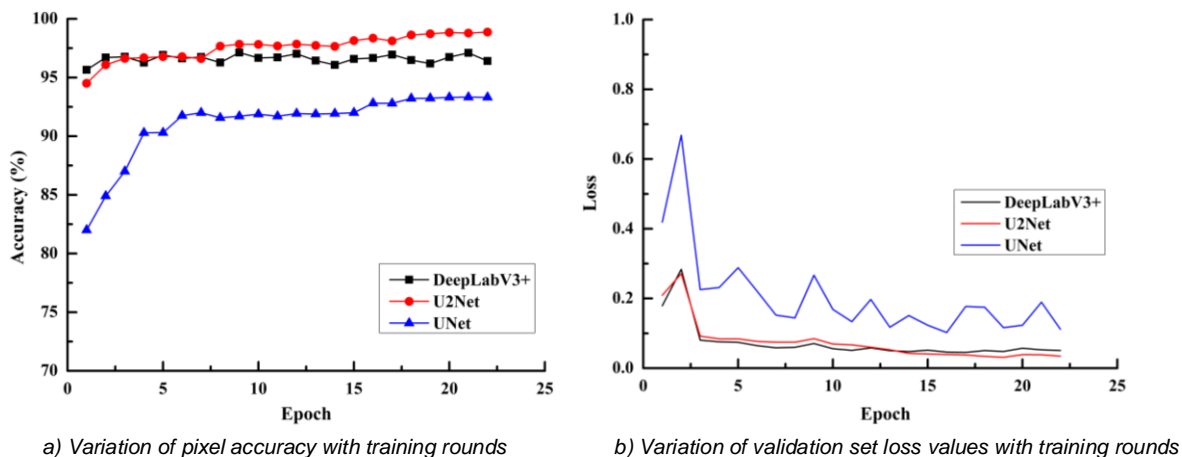 100
95
90
85
80
75
70
0
5
10
15
20
25
Accuracy (%)
Epoch
DeepLabV3+
U2Net
UNet
a) Variation of pixel accuracy with training rounds
1.0
0.8
0.6
0.4
0.2
0.0
0
5
10
15
20
25
Loss
Epoch
DeepLabV3+
U2Net
UNet
b) Variation of validation set loss values with training rounds